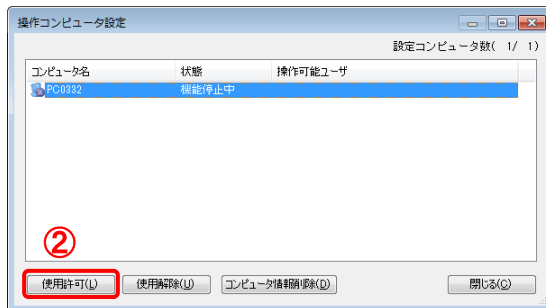 操作コンピュータ設定
設定コンピュータ数( 1/ 1)
コンピュータ名 状態 操作可能ユーザ
PC0332 機能停止中
②
使用許可(L) 使用解除(U) コンピュータ情報削除(D) 閉じる(C)